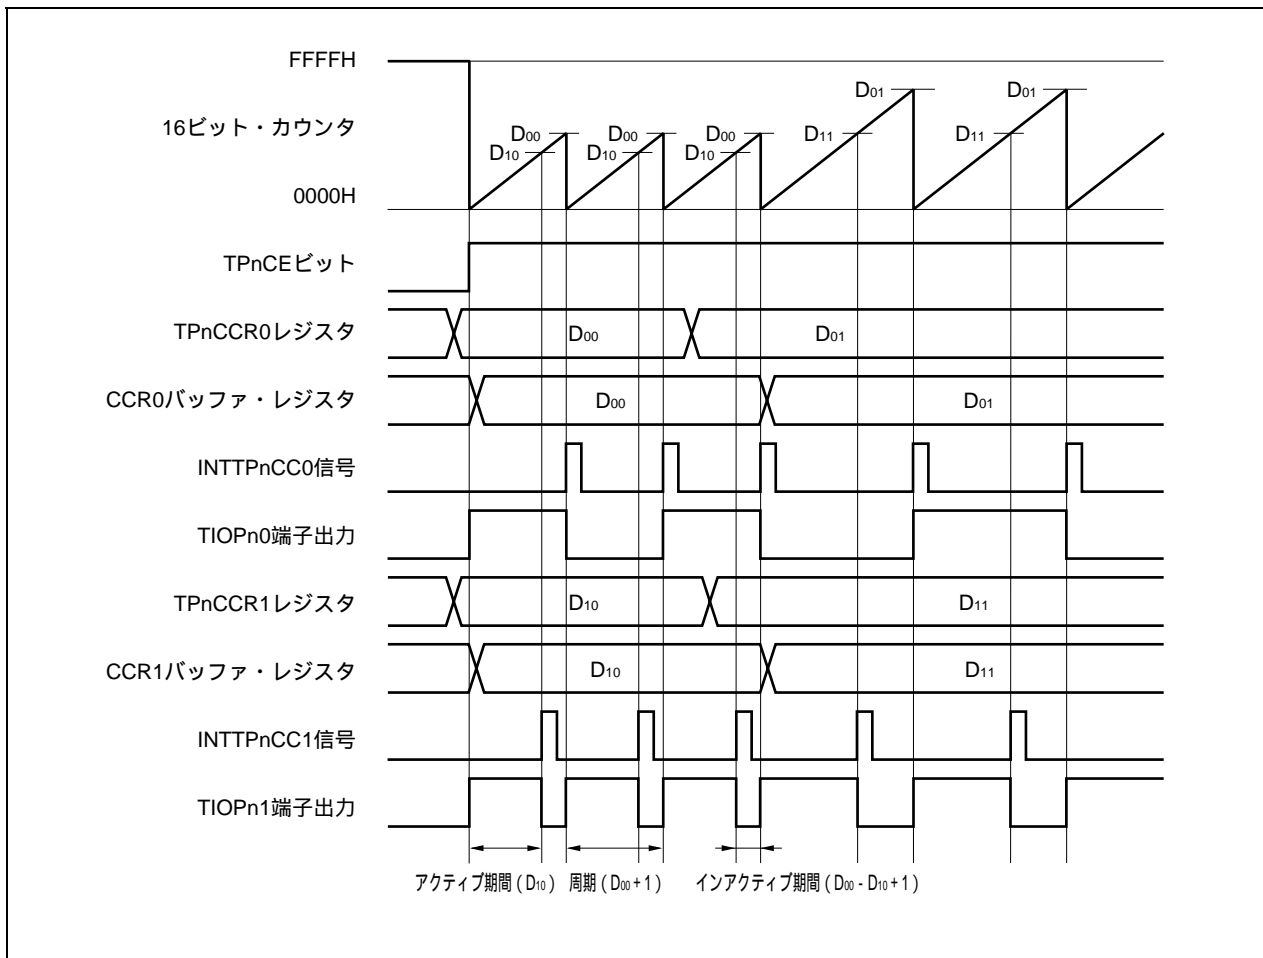 FFFFH
16ビット・カウンタ
0000H
D00 D00 D00 D01 D01
D10 D10 D10 D11 D11
TPnCEビット
TPnCCR0レジスタ D00 D01
CCR0バッファ・レジスタ D00 D01
INTTPnCC0信号
TIOPn0端子出力
TPnCCR1レジスタ D10 D11
CCR1バッファ・レジスタ D10 D11
INTTPnCC1信号
TIOPn1端子出力
アクティブ期間(D10) 周期(D00+1) インアクティブ期間(D00 - D10+1)